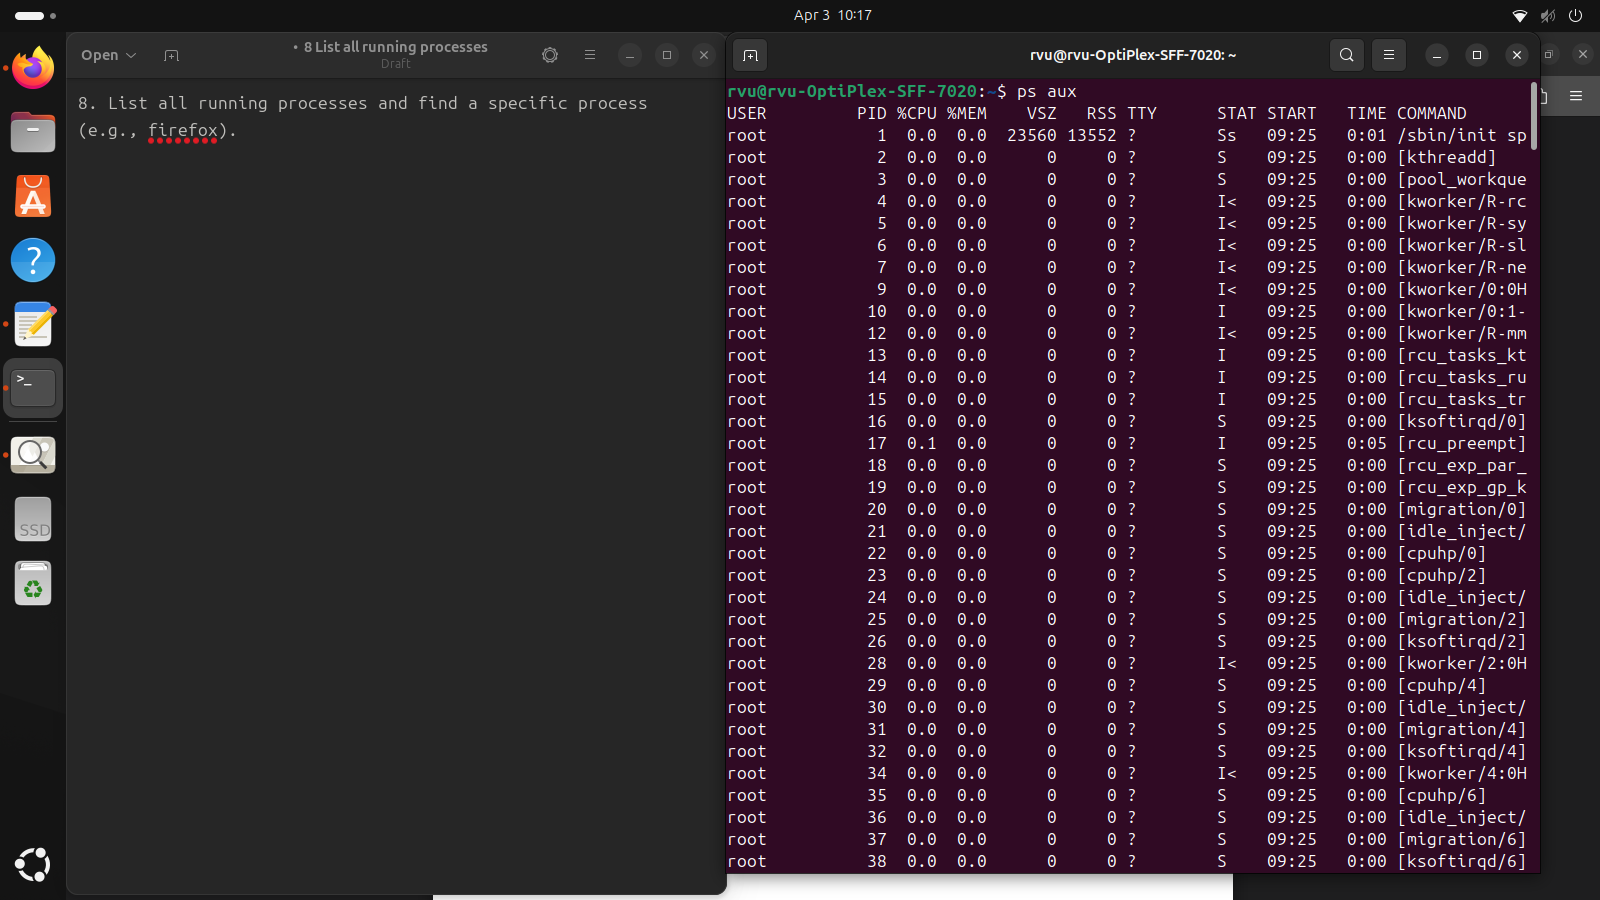 Apr 3 10:17
Open
• 8 List all running processes
Draft
8. List all running processes and find a specific process
(e.g., firefox).
SSD
rvu@rvu-OptiPlex-SFF-7020: ~
rvu@rvu-OptiPlex-SFF-7020:~$ ps aux
USER PID %CPU %MEM VSZ RSS TTY STAT START TIME COMMAND
root 1 0.0 0.0 23560 13552 ? Ss 09:25 0:01 /sbin/init sp
root 2 0.0 0.0 0 0 ? S 09:25 0:00 [kthreadd]
root 3 0.0 0.0 0 0 ? S 09:25 0:00 [pool_workque
root 4 0.0 0.0 0 0 ? I< 09:25 0:00 [kworker/R-rc
root 5 0.0 0.0 0 0 ? I< 09:25 0:00 [kworker/R-sy
root 6 0.0 0.0 0 0 ? I< 09:25 0:00 [kworker/R-sl
root 7 0.0 0.0 0 0 ? I< 09:25 0:00 [kworker/R-ne
root 9 0.0 0.0 0 0 ? I< 09:25 0:00 [kworker/0:0H
root 10 0.0 0.0 0 0 ? I 09:25 0:00 [kworker/0:1-
root 12 0.0 0.0 0 0 ? I< 09:25 0:00 [kworker/R-mm
root 13 0.0 0.0 0 0 ? I 09:25 0:00 [rcu_tasks_kt
root 14 0.0 0.0 0 0 ? I 09:25 0:00 [rcu_tasks_ru
root 15 0.0 0.0 0 0 ? I 09:25 0:00 [rcu_tasks_tr
root 16 0.0 0.0 0 0 ? S 09:25 0:00 [ksoftirqd/0]
root 17 0.1 0.0 0 0 ? I 09:25 0:05 [rcu_preempt]
root 18 0.0 0.0 0 0 ? S 09:25 0:00 [rcu_exp_par_
root 19 0.0 0.0 0 0 ? S 09:25 0:00 [rcu_exp_gp_k
root 20 0.0 0.0 0 0 ? S 09:25 0:00 [migration/0]
root 21 0.0 0.0 0 0 ? S 09:25 0:00 [idle_inject/
root 22 0.0 0.0 0 0 ? S 09:25 0:00 [cpuhp/0]
root 23 0.0 0.0 0 0 ? S 09:25 0:00 [cpuhp/2]
root 24 0.0 0.0 0 0 ? S 09:25 0:00 [idle_inject/
root 25 0.0 0.0 0 0 ? S 09:25 0:00 [migration/2]
root 26 0.0 0.0 0 0 ? S 09:25 0:00 [ksoftirqd/2]
root 28 0.0 0.0 0 0 ? I< 09:25 0:00 [kworker/2:0H
root 29 0.0 0.0 0 0 ? S 09:25 0:00 [cpuhp/4]
root 30 0.0 0.0 0 0 ? S 09:25 0:00 [idle_inject/
root 31 0.0 0.0 0 0 ? S 09:25 0:00 [migration/4]
root 32 0.0 0.0 0 0 ? S 09:25 0:00 [ksoftirqd/4]
root 34 0.0 0.0 0 0 ? I< 09:25 0:00 [kworker/4:0H
root 35 0.0 0.0 0 0 ? S 09:25 0:00 [cpuhp/6]
root 36 0.0 0.0 0 0 ? S 09:25 0:00 [idle_inject/
root 37 0.0 0.0 0 0 ? S 09:25 0:00 [migration/6]
root 38 0.0 0.0 0 0 ? S 09:25 0:00 [ksoftirqd/6]